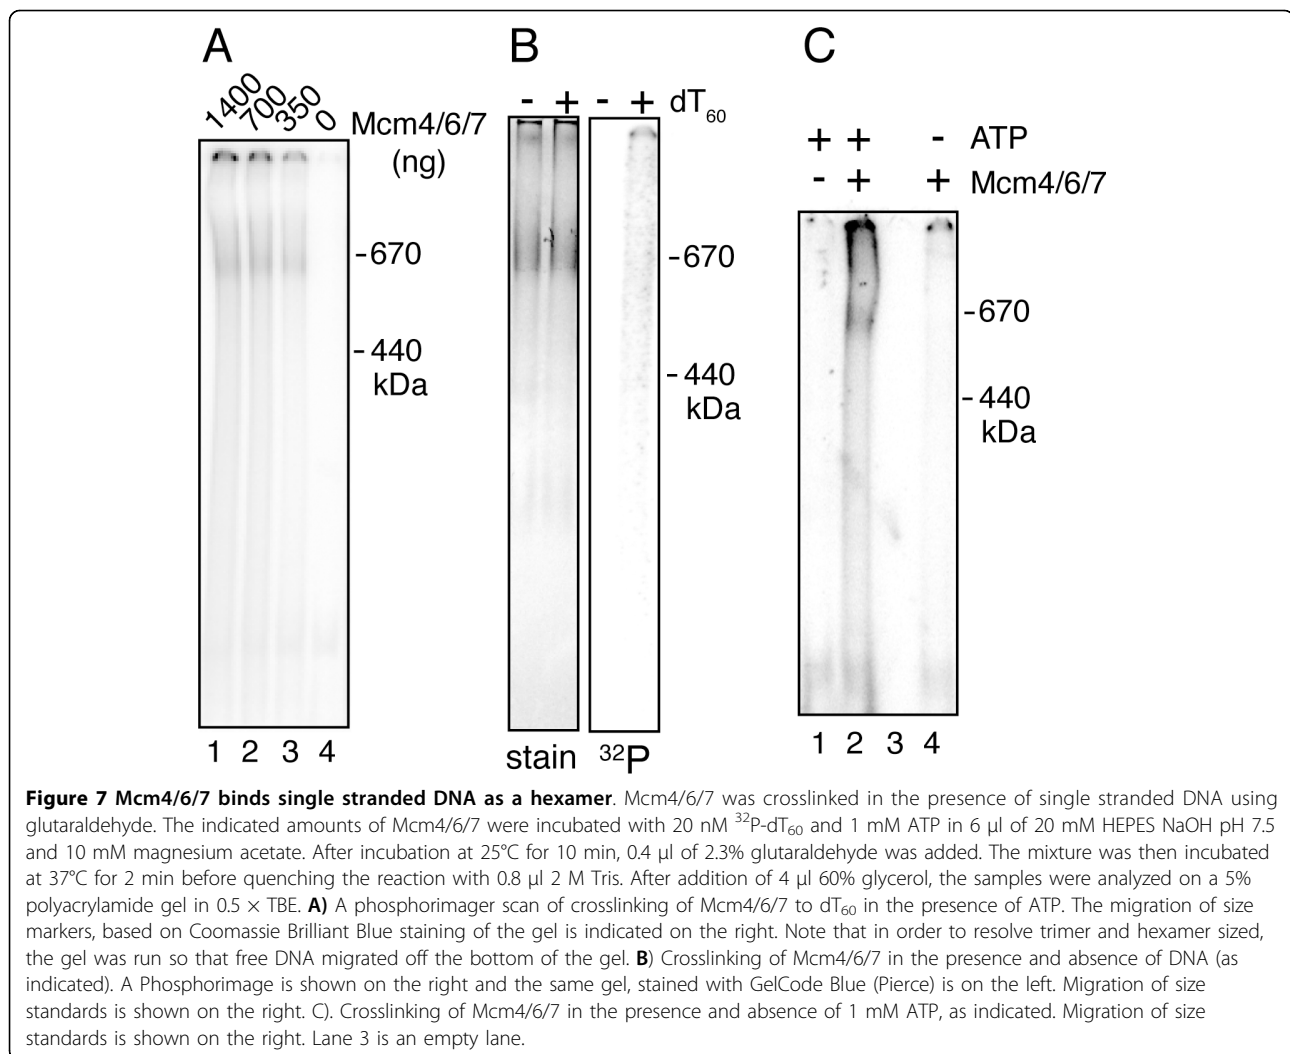 A
B
C
1400 700 350 0 Mcm4/6/7
(ng)
-670
-440
kDa
- + - + dT60
-670
-440
kDa
stain 32P
+ + - ATP
- + + Mcm4/6/7
-670
-440
kDa
1 2 3 4
1 2 3 4
Figure 7 Mcm4/6/7 binds single stranded DNA as a hexamer. Mcm4/6/7 was crosslinked in the presence of single stranded DNA using
glutaraldehyde. The indicated amounts of Mcm4/6/7 were incubated with 20 nM 32P-dT60 and 1 mM ATP in 6 μl of 20 mM HEPES NaOH pH 7.5
and 10 mM magnesium acetate. After incubation at 25°C for 10 min, 0.4 μl of 2.3% glutaraldehyde was added. The mixture was then incubated
at 37°C for 2 min before quenching the reaction with 0.8 μl 2 M Tris. After addition of 4 μl 60% glycerol, the samples were analyzed on a 5%
polyacrylamide gel in 0.5 × TBE. A) A phosphorimager scan of crosslinking of Mcm4/6/7 to dT60 in the presence of ATP. The migration of size
markers, based on Coomassie Brilliant Blue staining of the gel is indicated on the right. Note that in order to resolve trimer and hexamer sized,
the gel was run so that free DNA migrated off the bottom of the gel. B) Crosslinking of Mcm4/6/7 in the presence and absence of DNA (as
indicated). A Phosphorimage is shown on the right and the same gel, stained with GelCode Blue (Pierce) is on the left. Migration of size
standards is shown on the right. C). Crosslinking of Mcm4/6/7 in the presence and absence of 1 mM ATP, as indicated. Migration of size
standards is shown on the right. Lane 3 is an empty lane.